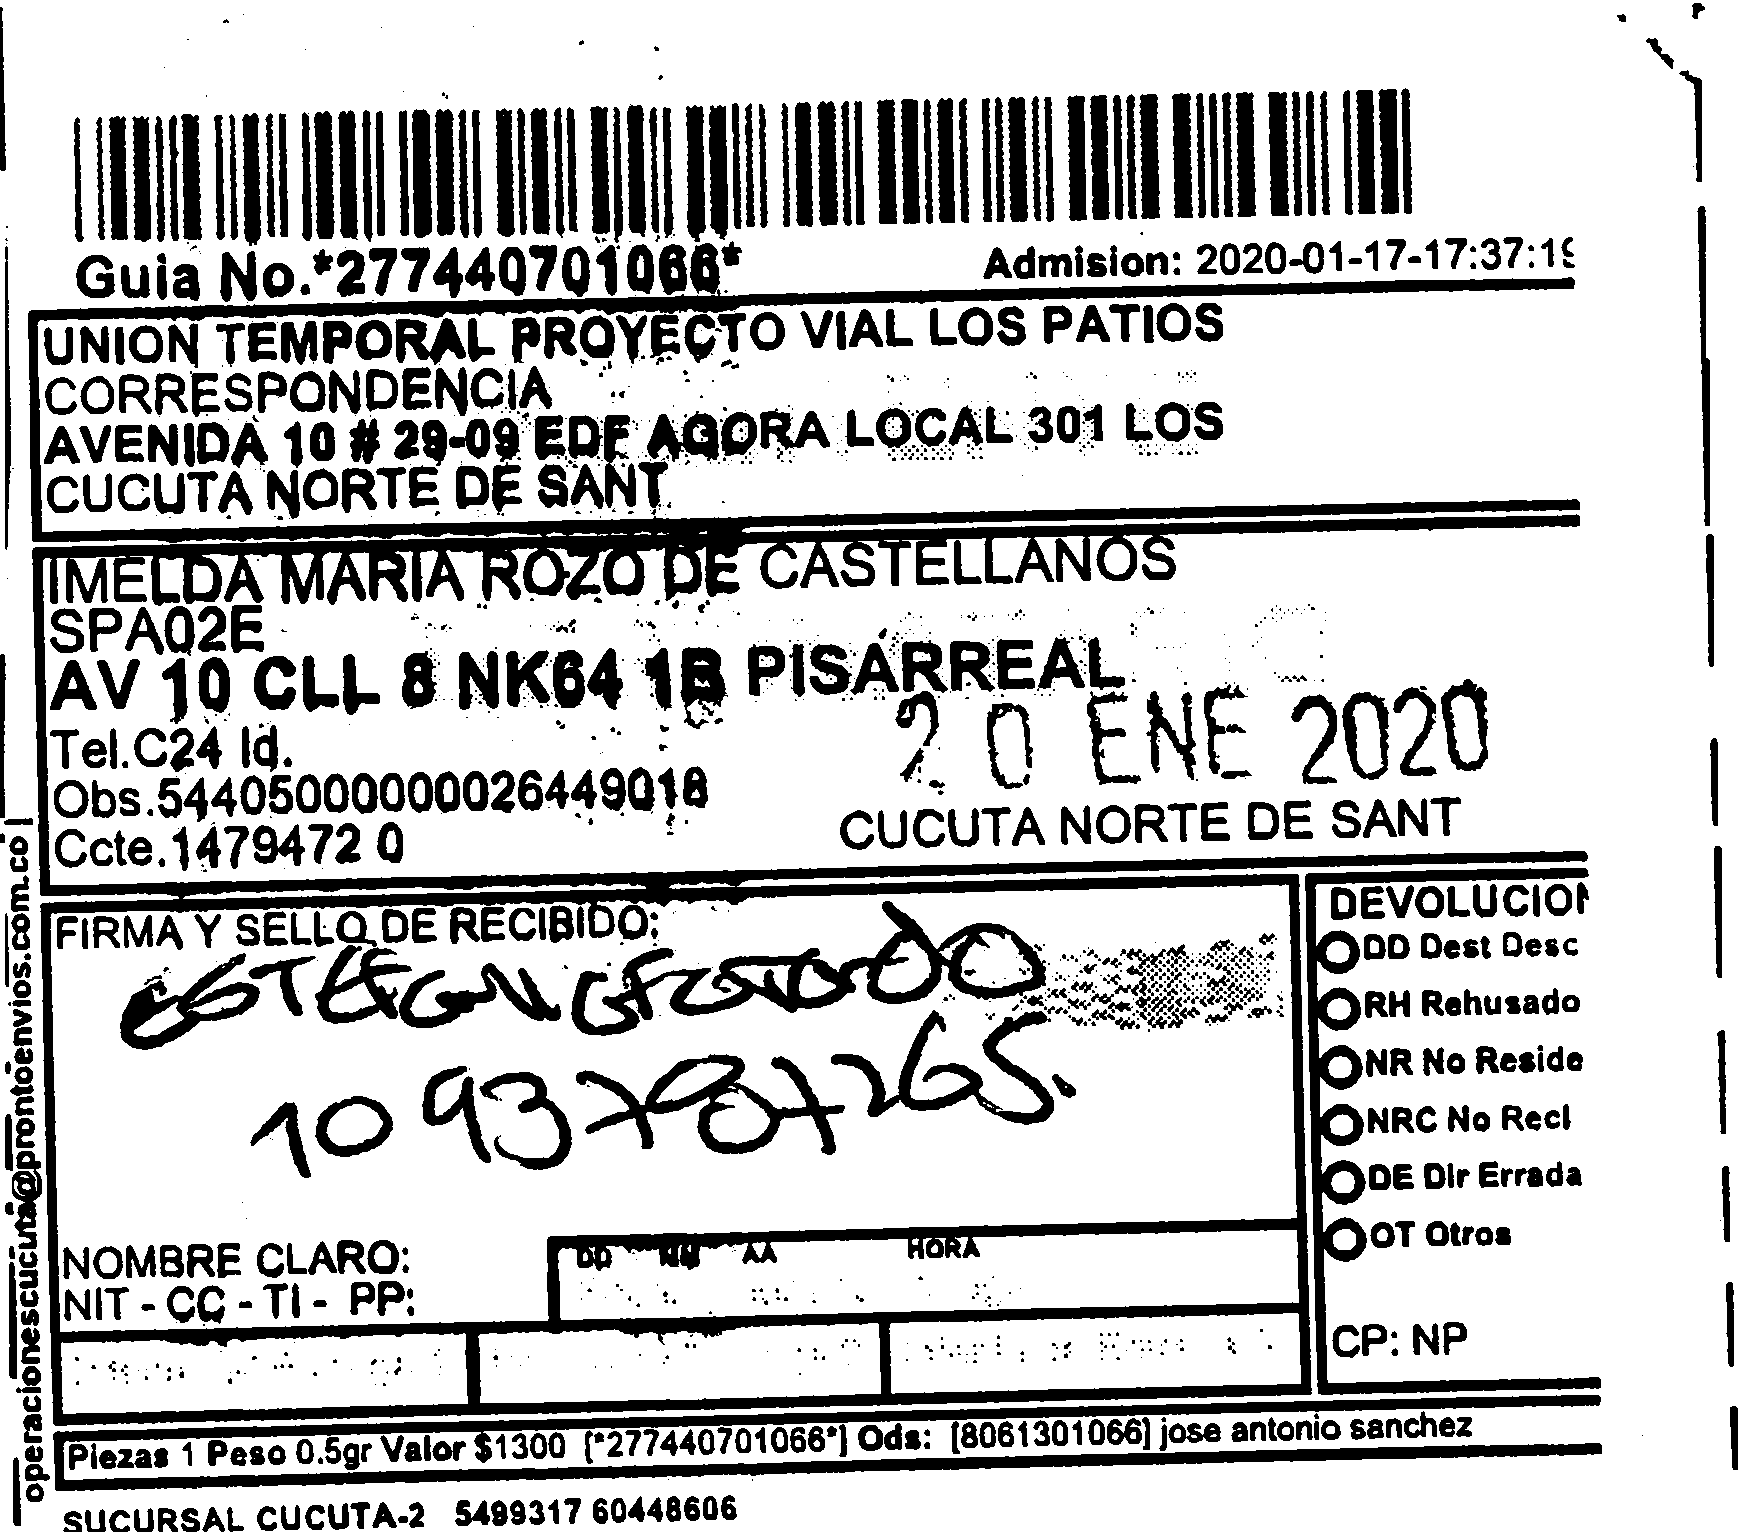 Guia No.*277440701066*
Admision: 2020-01-17-17:37:19
UNION TEMPORAL PROYECTO VIAL LOS PATIOS
CORRESPONDENCIA
AVENIDA 10 # 29-09 EDF AGORA LOCAL 301 LOS
CUCUTA NORTE DE SANT
IMELDA MARIA ROZO DE CASTELLANOS
SPA02E
AV 10 CLL 8 NK64 1B PISARREAL
20 ENE 2020
Tel.C24 Id.
Obs.544050000000026449018
Ccte.1479472 0
CUCUTA NORTE DE SANT
FIRMA Y SELLO DE RECIBIDO:
1093787265.
NOMBRE CLARO:
NIT - CC - TI - PP:
DD MM AA HORA
DEVOLUCION
DD Dest Desc
RH Rehusado
NR No Reside
NRC No Recl
DE Dir Errada
OT Otros
CP: NP
Piezas 1 Peso 0.5gr Valor $1300 [*277440701066*] Ods: [8061301066] jose antonio sanchez
SUCURSAL CUCUTA-2 5499317 60448606
operacionescucuta@prontoenvios.com.co |